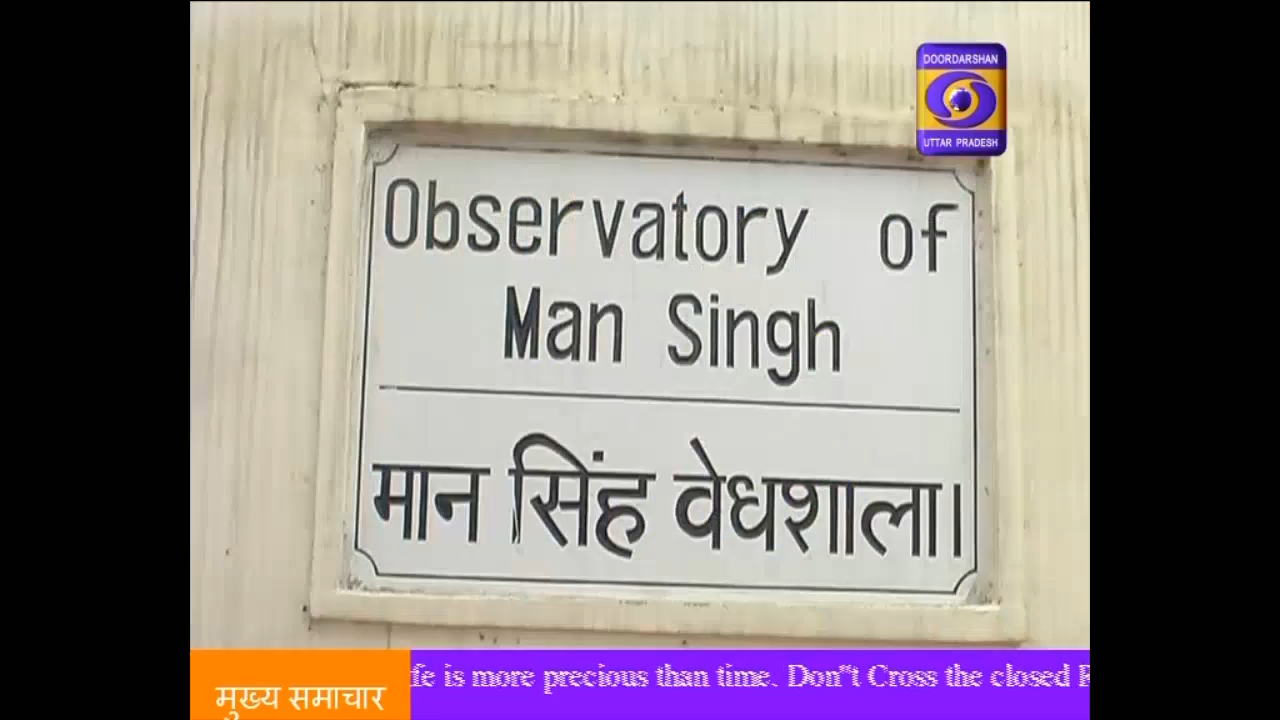 DOORDARSHAN
UTTAR PRADESH
Observatory of
Man Singh
मान सिंह वेधशाला।
मुख्य समाचार
is more precious than time. Don"t Cross the closed